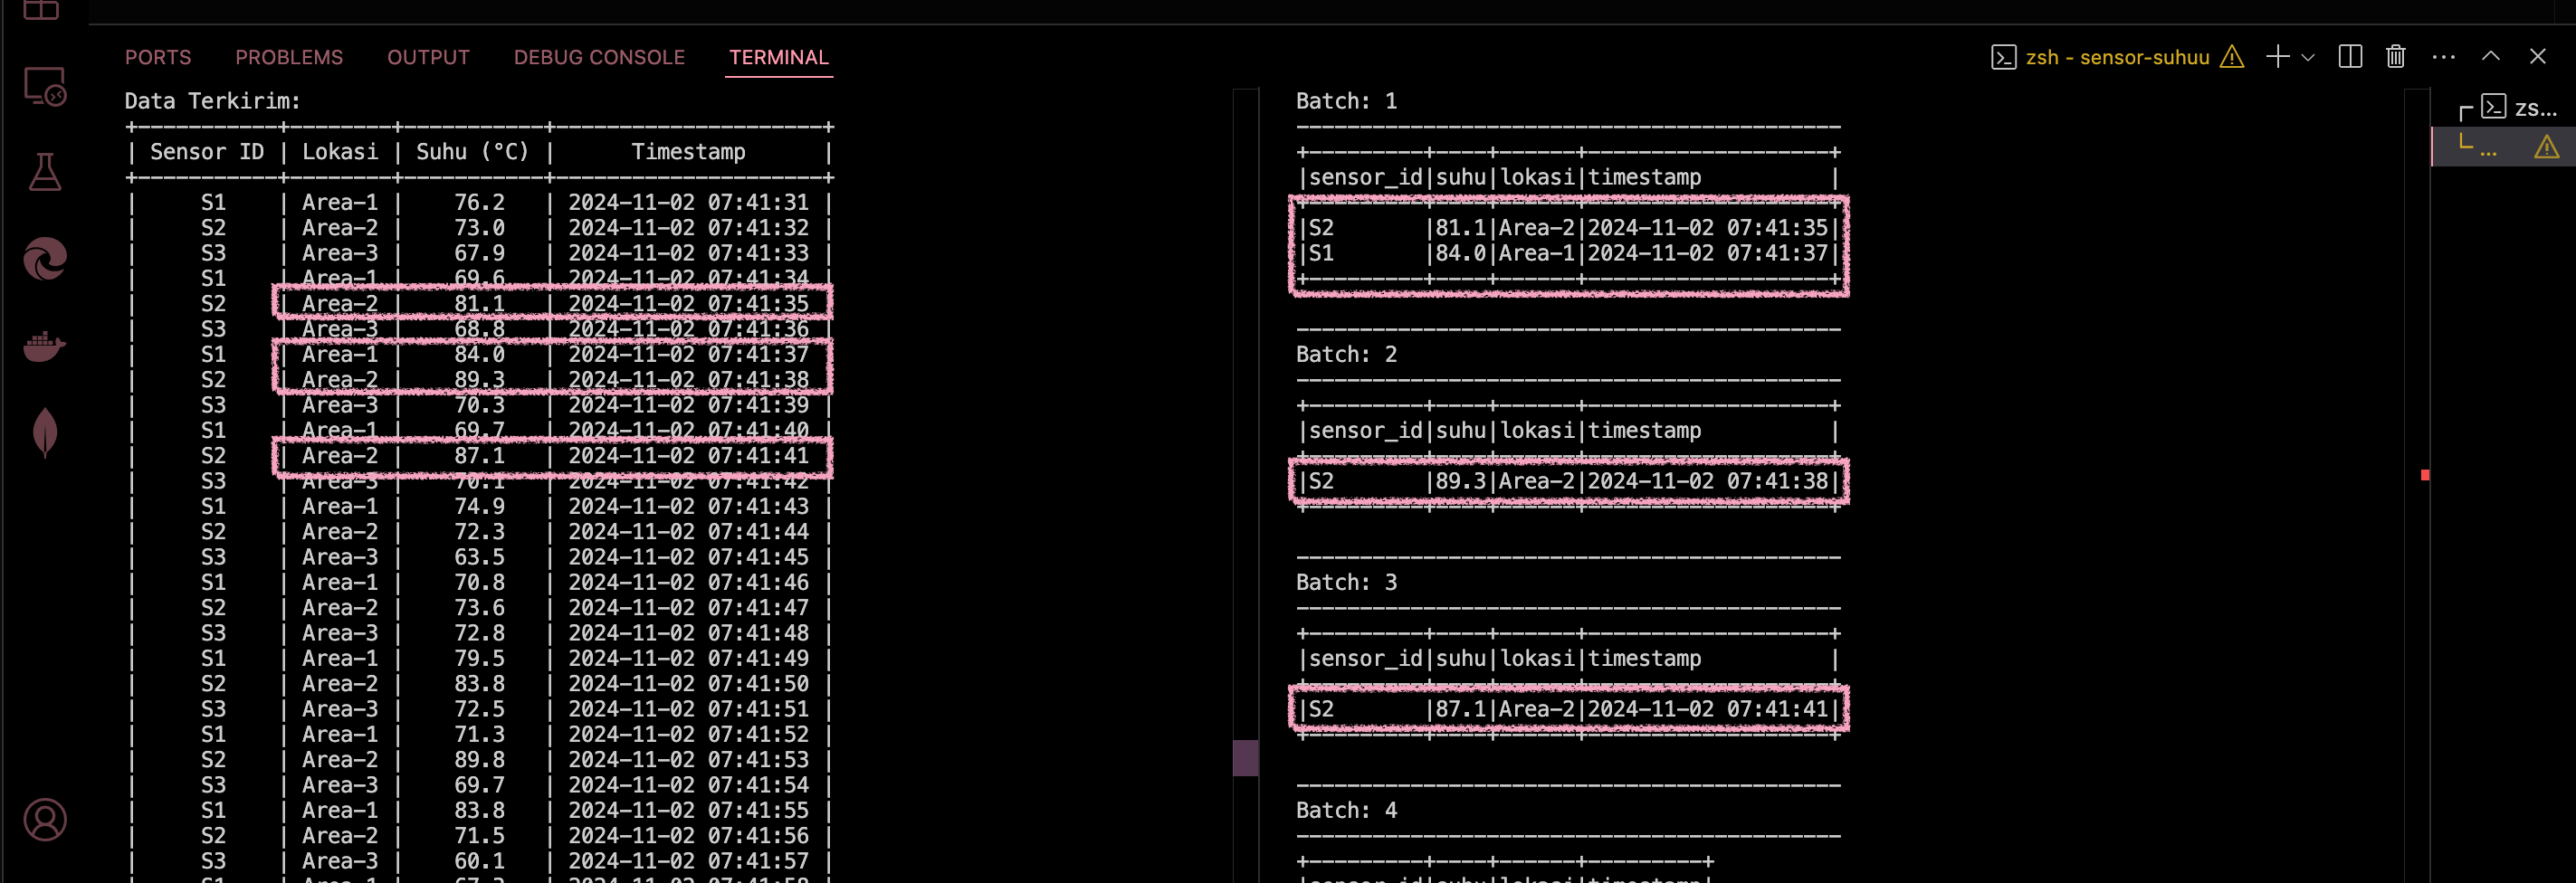 PORTS PROBLEMS OUTPUT DEBUG CONSOLE TERMINAL
zsh - sensor-suhuu
Data Terkirim:
+-----------+--------+-----------+---------------------+
| Sensor ID | Lokasi | Suhu (°C) | Timestamp |
+-----------+--------+-----------+---------------------+
| S1 | Area-1 | 76.2 | 2024-11-02 07:41:31 |
| S2 | Area-2 | 73.0 | 2024-11-02 07:41:32 |
| S3 | Area-3 | 67.9 | 2024-11-02 07:41:33 |
| S1 | Area-1 | 69.6 | 2024-11-02 07:41:34 |
| S2 | Area-2 | 81.1 | 2024-11-02 07:41:35 |
| S3 | Area-3 | 68.8 | 2024-11-02 07:41:36 |
| S1 | Area-1 | 84.0 | 2024-11-02 07:41:37 |
| S2 | Area-2 | 89.3 | 2024-11-02 07:41:38 |
| S3 | Area-3 | 70.3 | 2024-11-02 07:41:39 |
| S1 | Area-1 | 69.7 | 2024-11-02 07:41:40 |
| S2 | Area-2 | 87.1 | 2024-11-02 07:41:41 |
| S3 | Area-3 | 70.1 | 2024-11-02 07:41:42 |
| S1 | Area-1 | 74.9 | 2024-11-02 07:41:43 |
| S2 | Area-2 | 72.3 | 2024-11-02 07:41:44 |
| S3 | Area-3 | 63.5 | 2024-11-02 07:41:45 |
| S1 | Area-1 | 70.8 | 2024-11-02 07:41:46 |
| S2 | Area-2 | 73.6 | 2024-11-02 07:41:47 |
| S3 | Area-3 | 72.8 | 2024-11-02 07:41:48 |
| S1 | Area-1 | 79.5 | 2024-11-02 07:41:49 |
| S2 | Area-2 | 83.8 | 2024-11-02 07:41:50 |
| S3 | Area-3 | 72.5 | 2024-11-02 07:41:51 |
| S1 | Area-1 | 71.3 | 2024-11-02 07:41:52 |
| S2 | Area-2 | 89.8 | 2024-11-02 07:41:53 |
| S3 | Area-3 | 69.7 | 2024-11-02 07:41:54 |
| S1 | Area-1 | 83.8 | 2024-11-02 07:41:55 |
| S2 | Area-2 | 71.5 | 2024-11-02 07:41:56 |
| S3 | Area-3 | 60.1 | 2024-11-02 07:41:57 |
Batch: 1
-------------------------------------------
+---------+----+------+-------------------+
|sensor_id|suhu|lokasi|timestamp |
+---------+----+------+-------------------+
|S2 |81.1|Area-2|2024-11-02 07:41:35|
|S1 |84.0|Area-1|2024-11-02 07:41:37|
+---------+----+------+-------------------+
-------------------------------------------
Batch: 2
-------------------------------------------
+---------+----+------+-------------------+
|sensor_id|suhu|lokasi|timestamp |
+---------+----+------+-------------------+
|S2 |89.3|Area-2|2024-11-02 07:41:38|
+---------+----+------+-------------------+
-------------------------------------------
Batch: 3
-------------------------------------------
+---------+----+------+-------------------+
|sensor_id|suhu|lokasi|timestamp |
+---------+----+------+-------------------+
|S2 |87.1|Area-2|2024-11-02 07:41:41|
+---------+----+------+-------------------+
-------------------------------------------
Batch: 4
-------------------------------------------
+---------+----+------+---------+
|sensor_id|suhu|lokasi|timestamp|
zs...
...